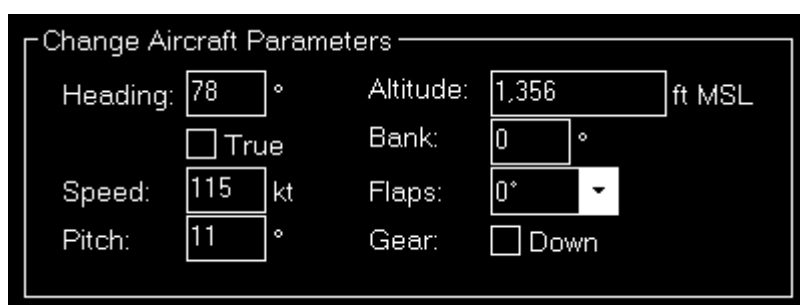 Change Aircraft Parameters
Heading: 78 ° Altitude: 1,356 ft MSL
True Bank: 0 °
Speed: 115 kt Flaps: 0°
Pitch: 11 ° Gear: Down